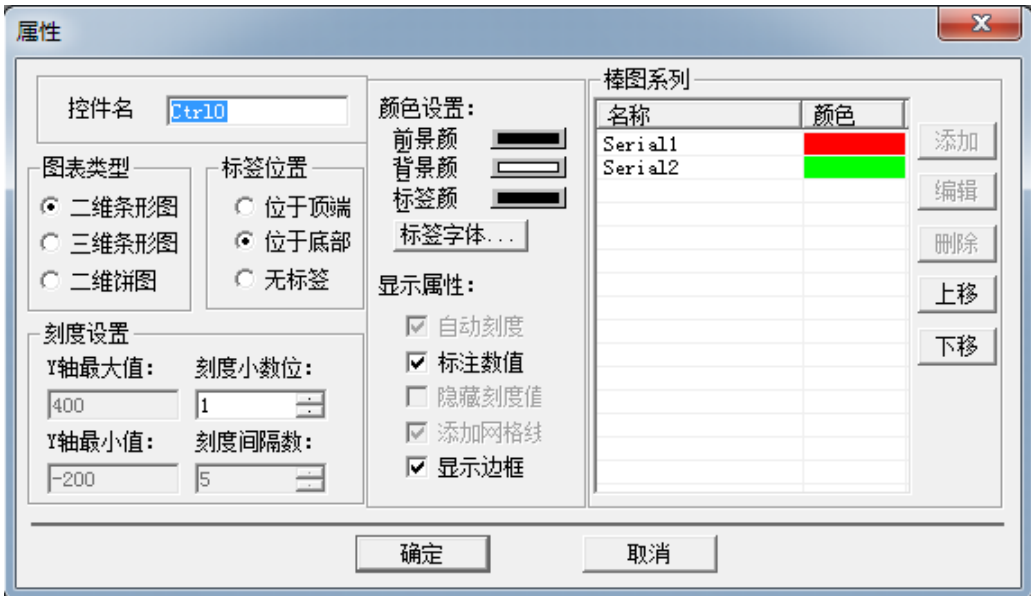 属性
控件名
Ctrl0
图表类型
二维条形图
三维条形图
二维饼图
标签位置
位于顶端
位于底部
无标签
刻度设置
Y轴最大值:
刻度小数位:
400
1
Y轴最小值:
刻度间隔数:
-200
5
颜色设置:
前景颜
背景颜
标签颜
标签字体...
显示属性:
自动刻度
标注数值
隐藏刻度值
添加网格线
显示边框
棒图系列
名称
颜色
Serial1
Serial2
添加
编辑
删除
上移
下移
确定
取消